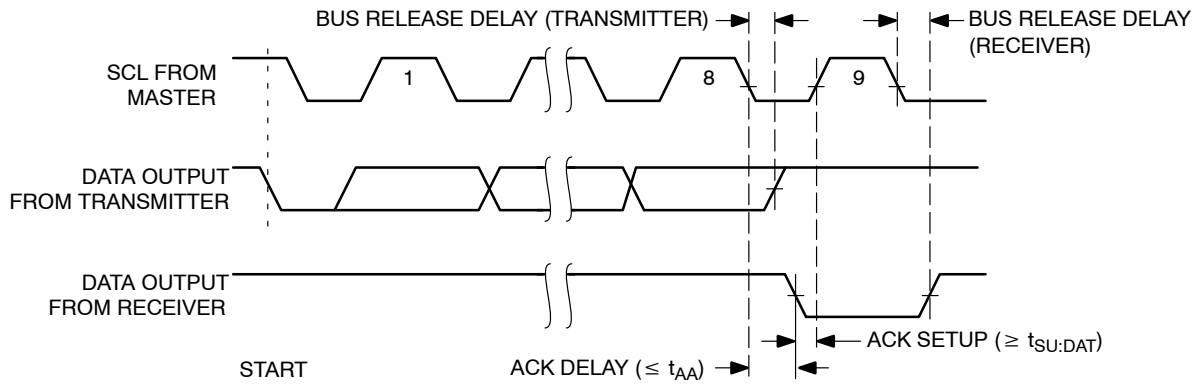 BUS RELEASE DELAY (TRANSMITTER)
BUS RELEASE DELAY
(RECEIVER)
SCL FROM
MASTER
1
8
9
DATA OUTPUT
FROM TRANSMITTER
DATA OUTPUT
FROM RECEIVER
ACK SETUP (≥ tSU:DAT)
START
ACK DELAY (≤ tAA)